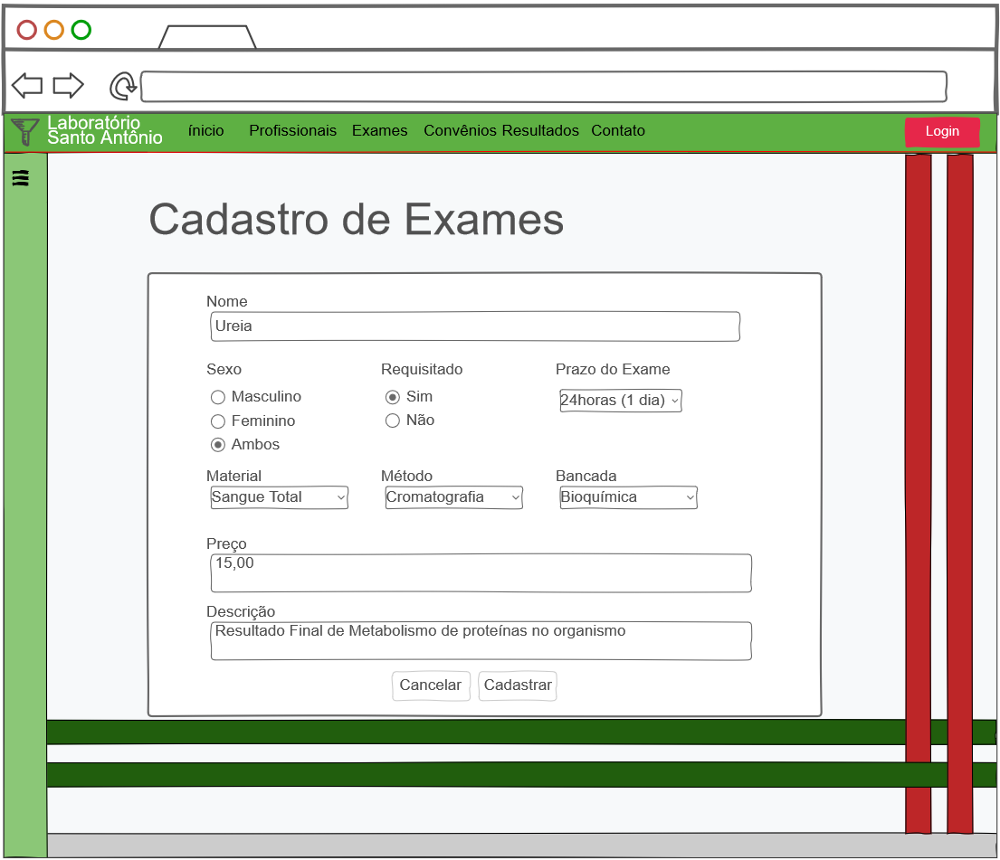 Laboratório
Santo Antônio
ínicio Profissionais Exames Convênios Resultados Contato Login
Cadastro de Exames
Nome
Ureia
Sexo Requisitado Prazo do Exame
Masculino Sim 24horas (1 dia)
Feminino Não
Ambos
Material Método Bancada
Sangue Total Cromatografia Bioquímica
Preço
15,00
Descrição
Resultado Final de Metabolismo de proteínas no organismo
Cancelar Cadastrar